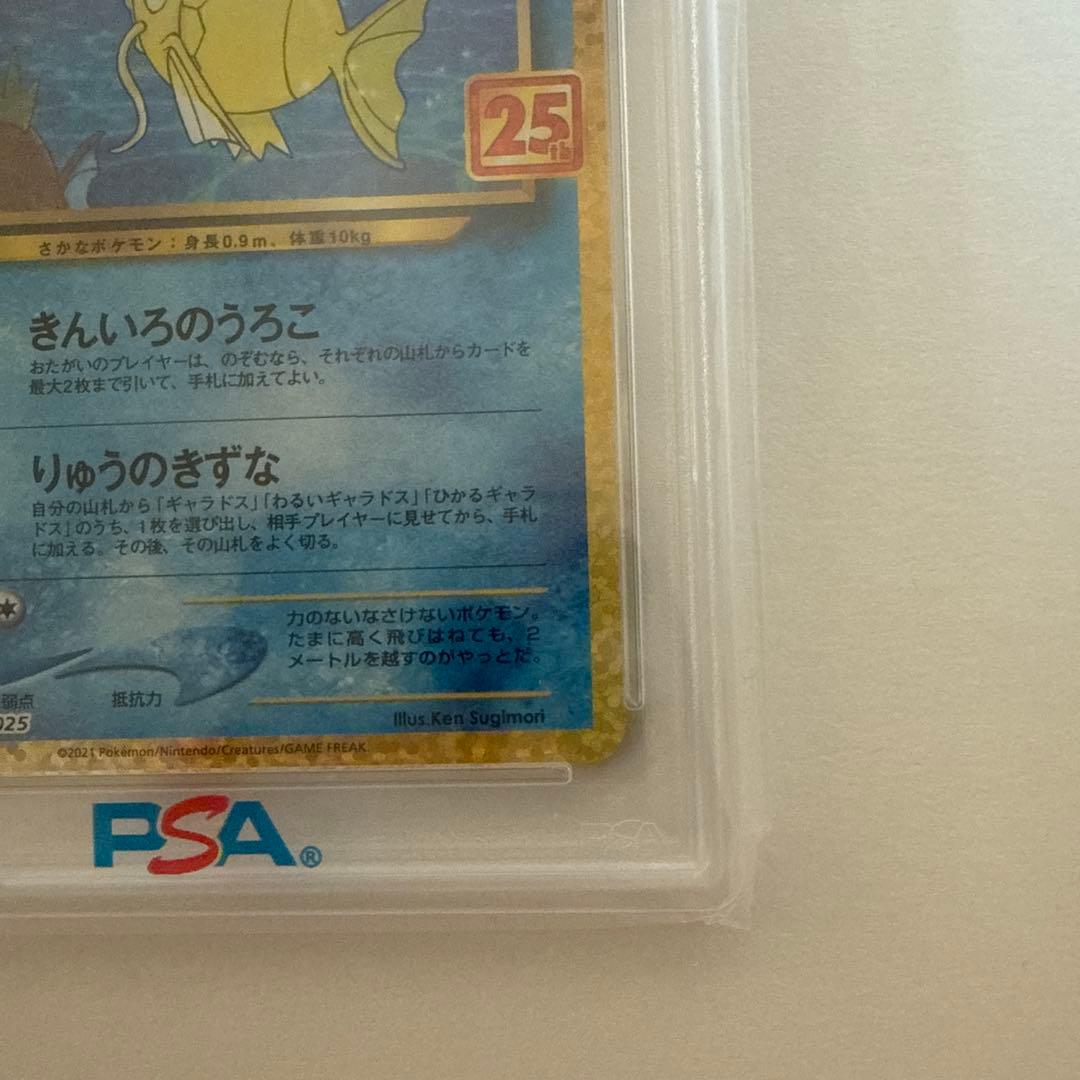 25th
さかなポケモン：身長0.9m、体重10kg
きんいろのうろこ
おたがいのプレイヤーは、のぞむなら、それぞれの山札からカードを
最大2枚まで引いて、手札に加えてよい。
りゅうのきずな
自分の山札から「ギャラドス」「わるいギャラドス」「ひかるギャラ
ドス」のうち、1枚を選び出し、相手プレイヤーに見せてから、手札
に加える。その後、その山札をよく切る。
力のないなさけないポケモン。
たまに高く飛びはねても、2
メートルを越すのがやっとだ。
弱点 抵抗力
025
Illus.Ken Sugimori
©2021 Pokémon/Nintendo/Creatures/GAME FREAK.
PSA®
PSA